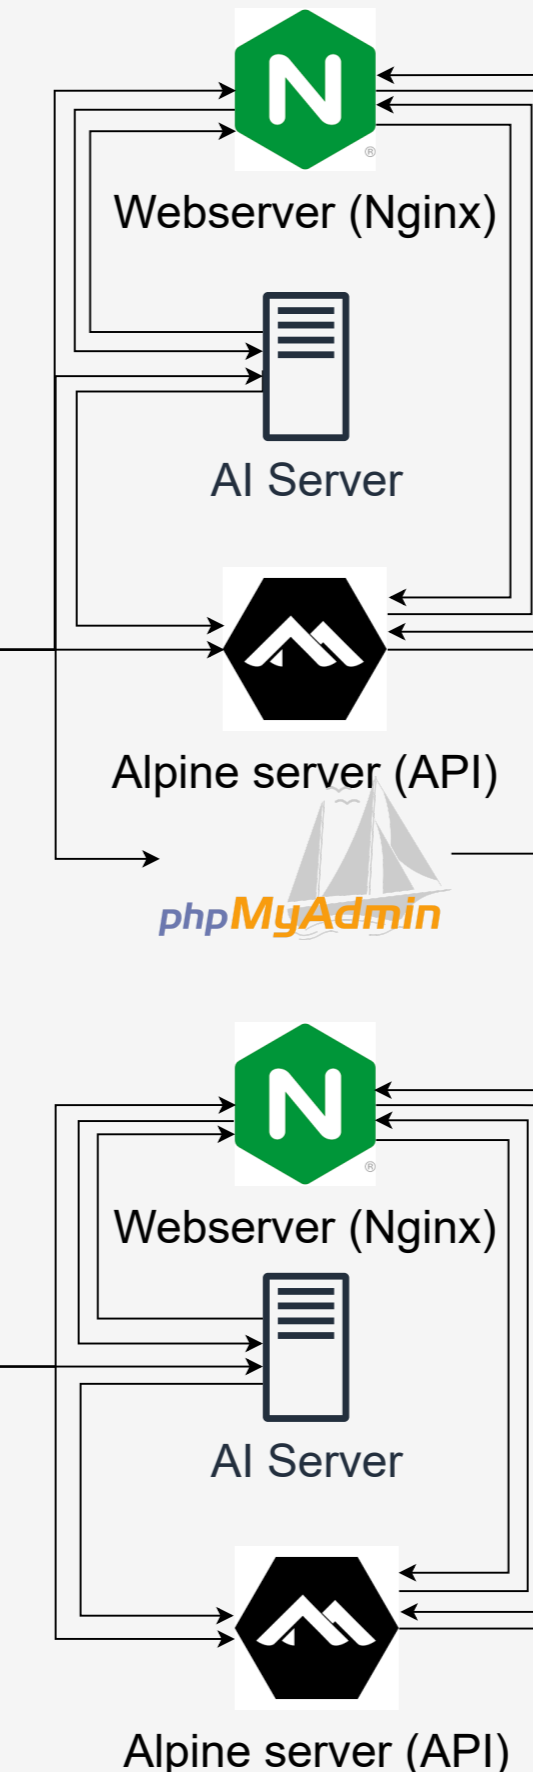 N
®
Webserver (Nginx)
AI Server
Alpine server (API)
phpMyAdmin
N
®
Webserver (Nginx)
AI Server
Alpine server (API)